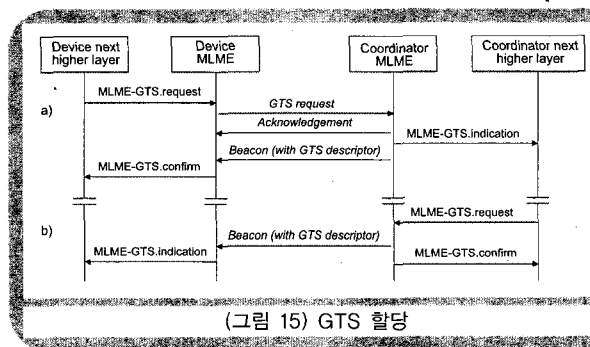 Device next
higher layer
Device
MLME
Coordinator
MLME
Coordinator next
higher layer
a)
MLME-GTS.request
GTS request
Acknowledgement
MLME-GTS.indication
Beacon (with GTS descriptor)
MLME-GTS.confirm
b)
MLME-GTS.request
Beacon (with GTS descriptor)
MLME-GTS.indication
MLME-GTS.confirm
(그림 15) GTS 할당